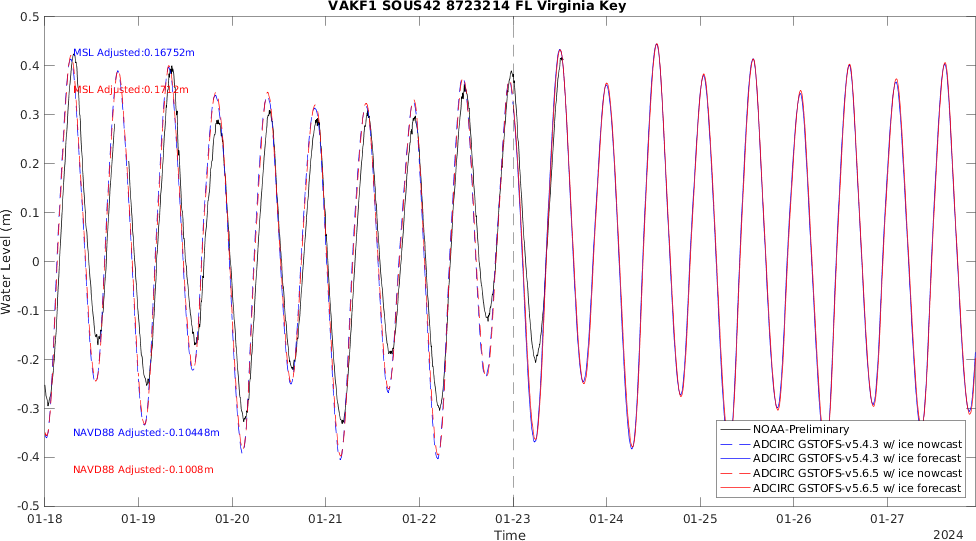 VAKF1 SOUS42 8723214 FL Virginia Key
0.5
0.4
0.3
0.2
0.1
0
-0.1
-0.2
-0.3
-0.4
-0.5
Water Level (m)
MSL Adjusted:0.16752m
MSL Adjusted:0.1712m
NAVD88 Adjusted:-0.10448m
NAVD88 Adjusted:-0.1008m
NOAA-Preliminary
ADCIRC GSTOFS-v5.4.3 w/ ice nowcast
ADCIRC GSTOFS-v5.4.3 w/ ice forecast
ADCIRC GSTOFS-v5.6.5 w/ ice nowcast
ADCIRC GSTOFS-v5.6.5 w/ ice forecast
01-18 01-19 01-20 01-21 01-22 01-23 01-24 01-25 01-26 01-27
Time
2024